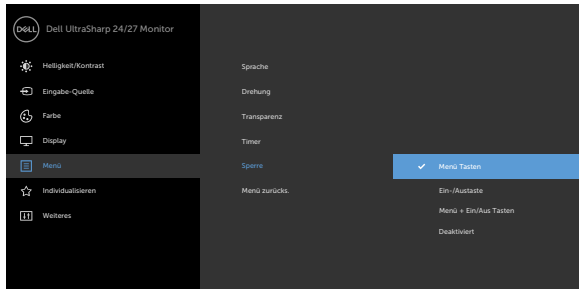 DELL
Dell UltraSharp 24/27 Monitor
Helligkeit/Kontrast
Eingabe-Quelle
Farbe
Display
Menü
Individualisieren
Weiteres
Sprache
Drehung
Transparenz
Timer
Sperre
Menü zurücks.
Menü Tasten
Ein-/Austaste
Menü + Ein/Aus Tasten
Deaktiviert